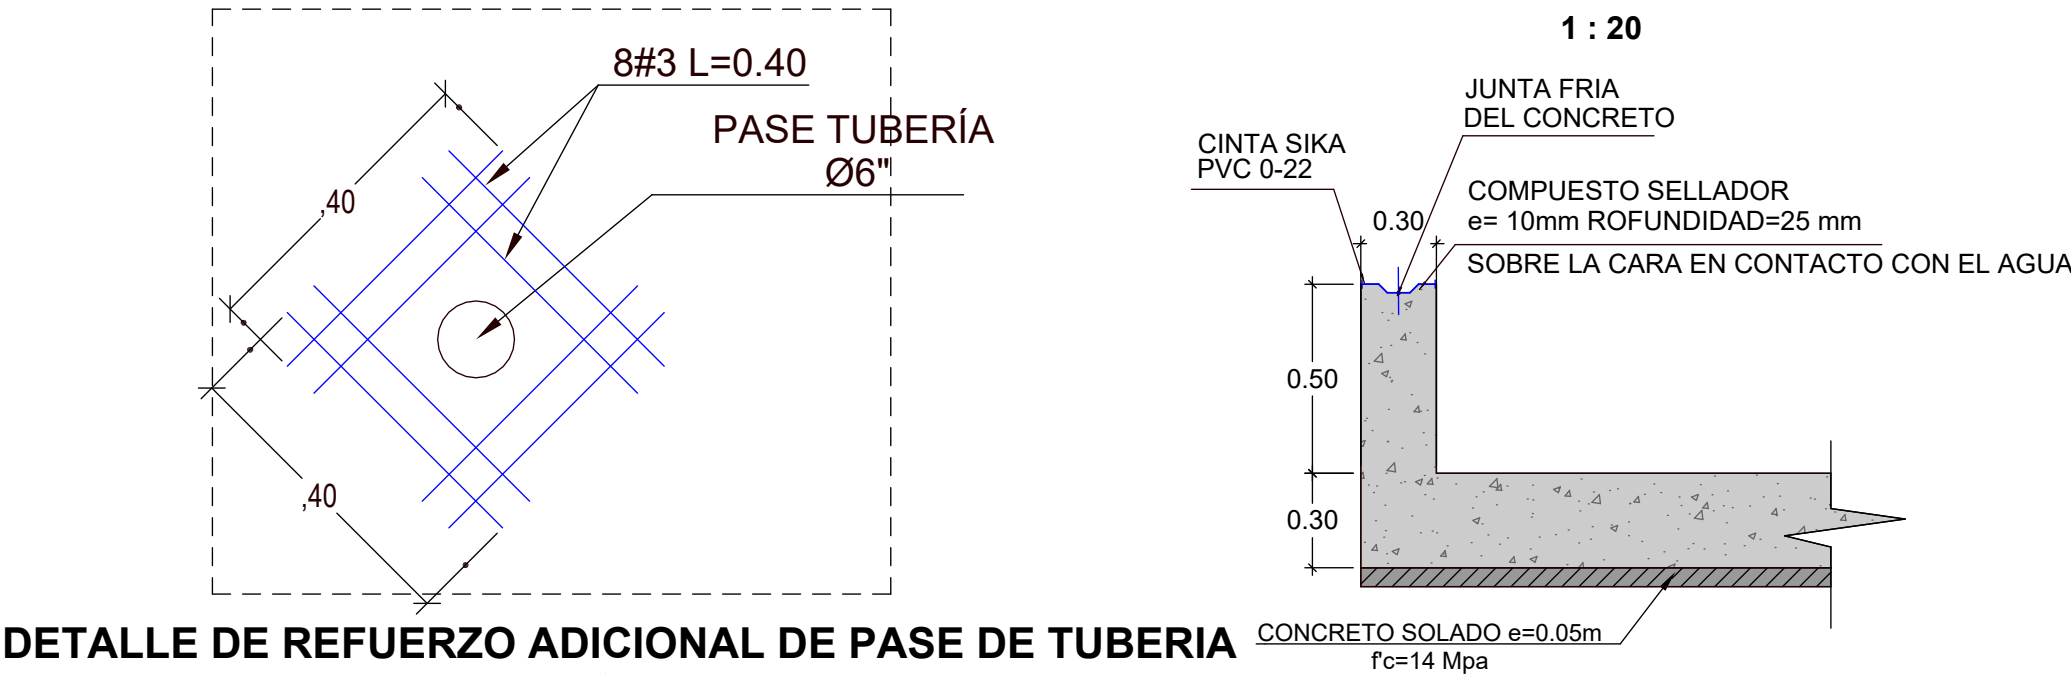 8#3 L=0.40
PASE TUBERÍA
Ø6"
,40
,40
DETALLE DE REFUERZO ADICIONAL DE PASE DE TUBERIA
1 : 20
JUNTA FRIA
DEL CONCRETO
CINTA SIKA
PVC 0-22
COMPUESTO SELLADOR
e= 10mm ROFUNDIDAD=25 mm
SOBRE LA CARA EN CONTACTO CON EL AGUA
0.30
0.50
0.30
CONCRETO SOLADO e=0.05m
f'c=14 Mpa